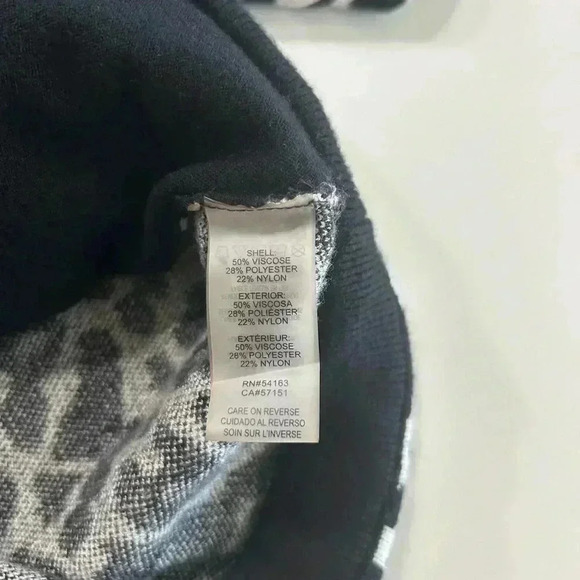 SHELL:
50% VISCOSE
28% POLYESTER
22% NYLON
EXTERIOR:
50% VISCOSA
28% POLIÉSTER
22% NYLON
EXTÉRIEUR:
50% VISCOSE
28% POLYESTER
22% NYLON
RN#54163
CA#57151
CARE ON REVERSE
CUIDADO AL REVERSO
SOIN SUR L'INVERSE